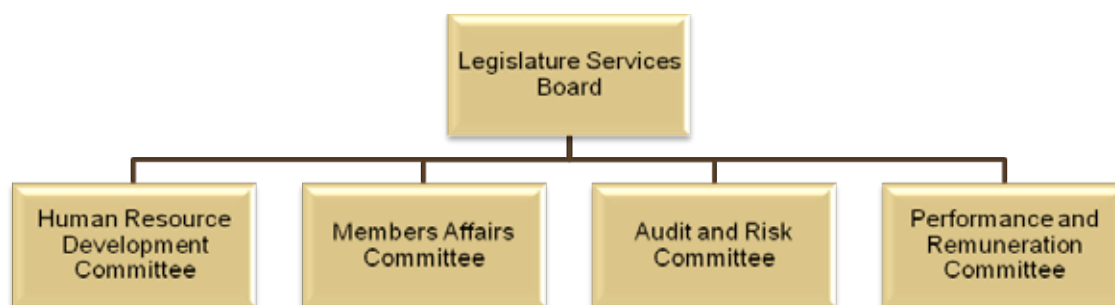 Legislature Services
Board
Human Resource
Development
Committee
Members Affairs
Committee
Audit and Risk
Committee
Performance and
Remuneration
Committee